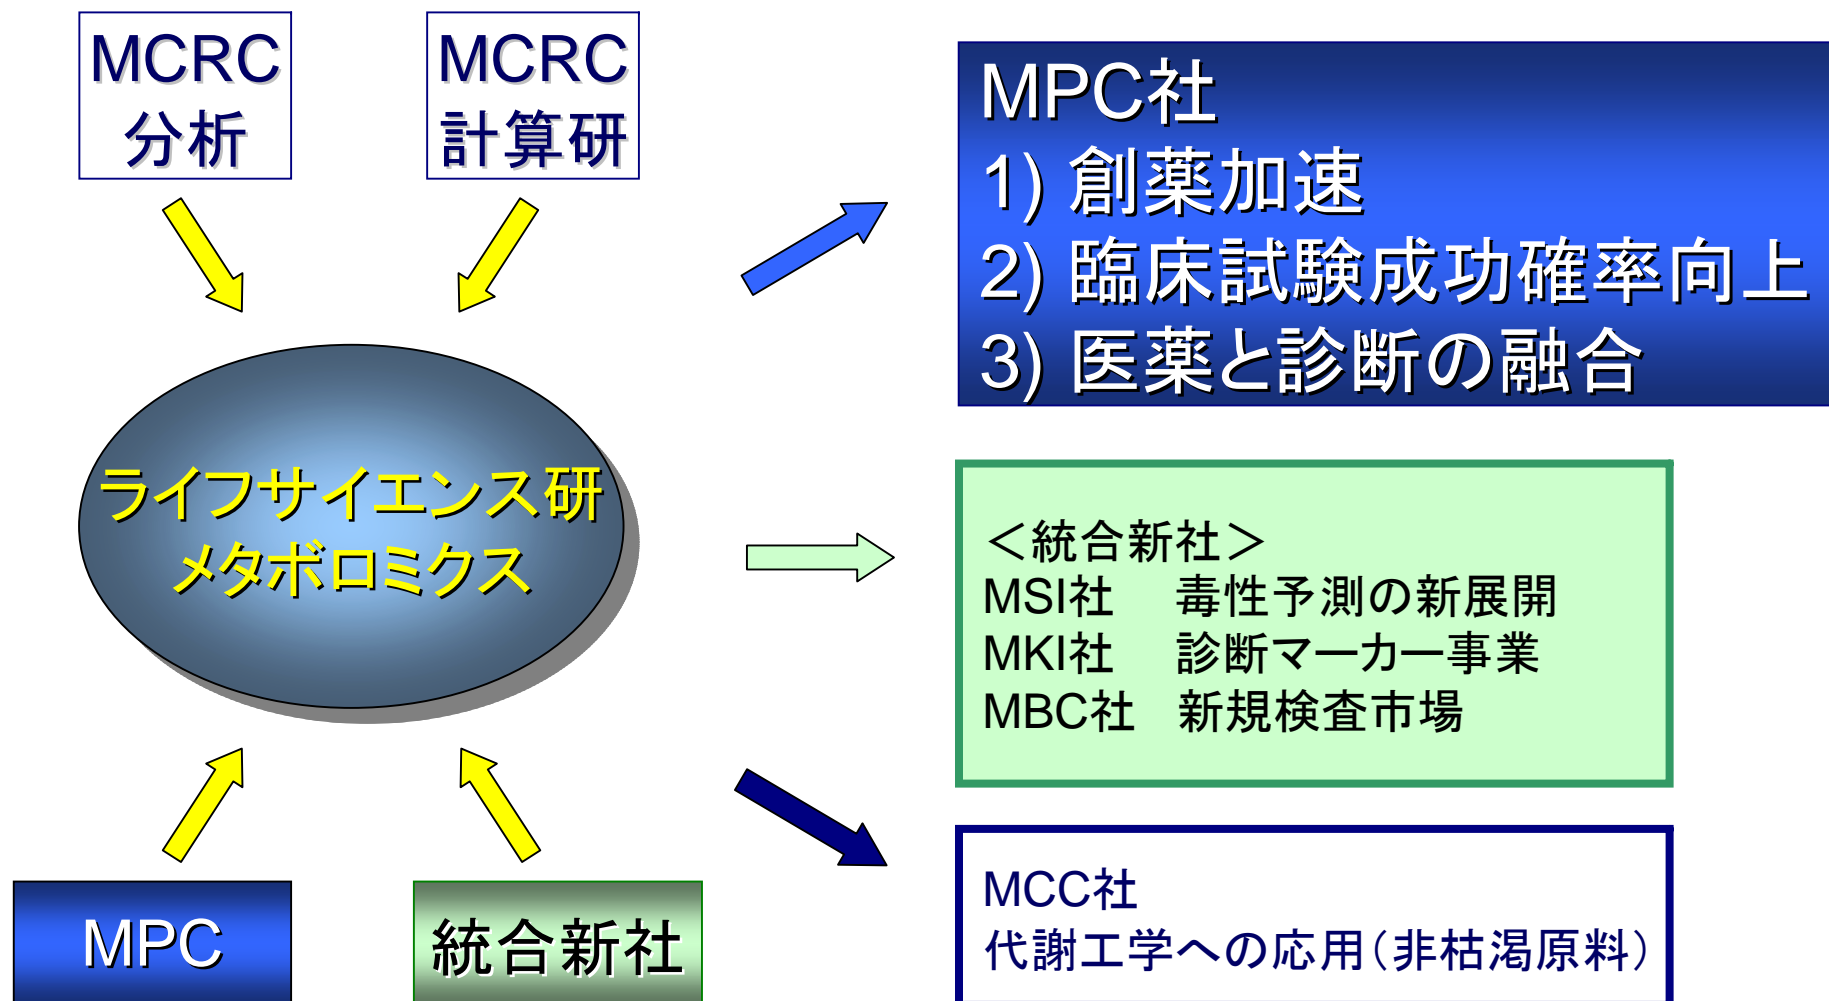 MCRC
分析
MCRC
計算研
ライフサイエンス研
メタボロミクス
MPC
統合新社
MPC社
1) 創薬加速
2) 臨床試験成功確率向上
3) 医薬と診断の融合
＜統合新社＞
MSI社 毒性予測の新展開
MKI社 診断マーカー事業
MBC社 新規検査市場
MCC社
代謝工学への応用（非枯渇原料）